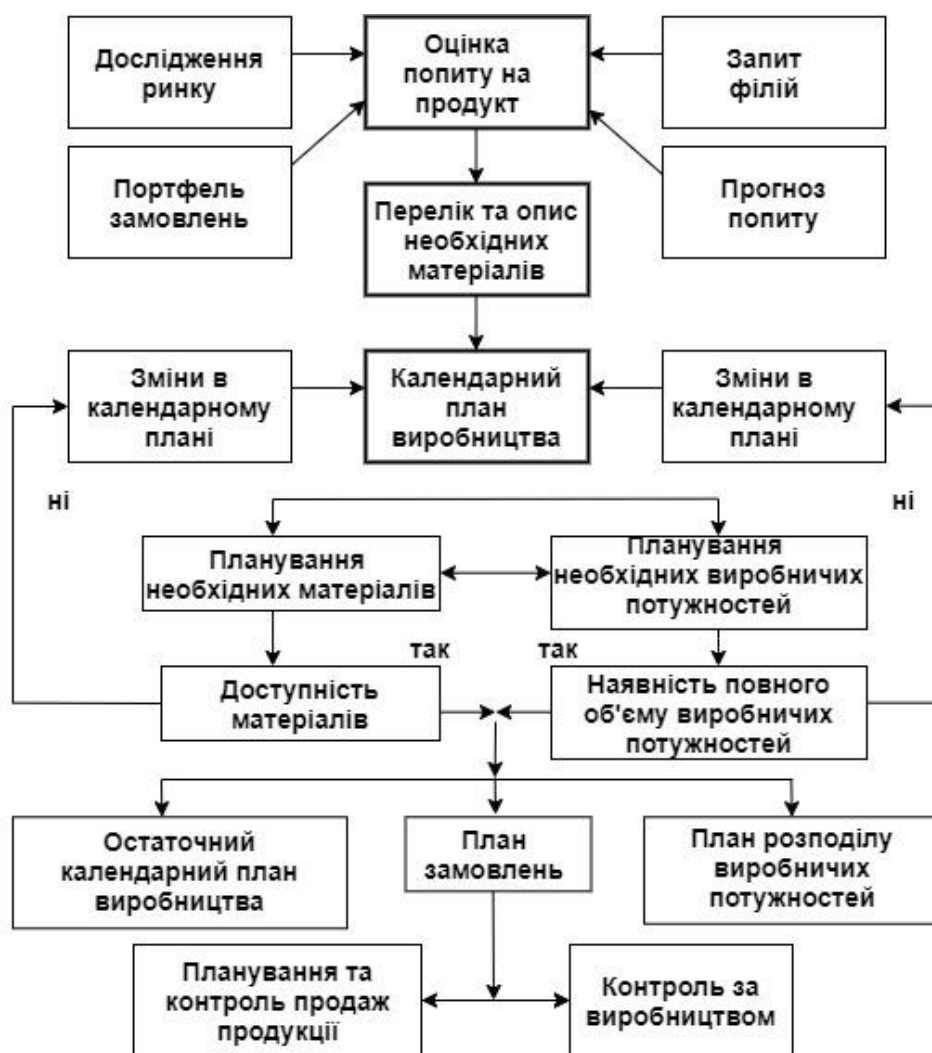 Дослідження
ринку
Оцінка
попиту на
продукт
Запит
філій
Портфель
замовлень
Перелік та опис
необхідних
матеріалів
Прогноз
попиту
Зміни в
календарному
плані
Календарний
план
виробництва
Зміни в
календарному
плані
ні
ні
Планування
необхідних матеріалів
Планування
необхідних виробничих
потужностей
так
так
Доступність
матеріалів
Наявність повного
об'єму виробничих
потужностей
Остаточний
календарний план
виробництва
План
замовлень
План розподілу
виробничих
потужностей
Планування та
контроль продаж
продукції
Контроль за
виробництвом